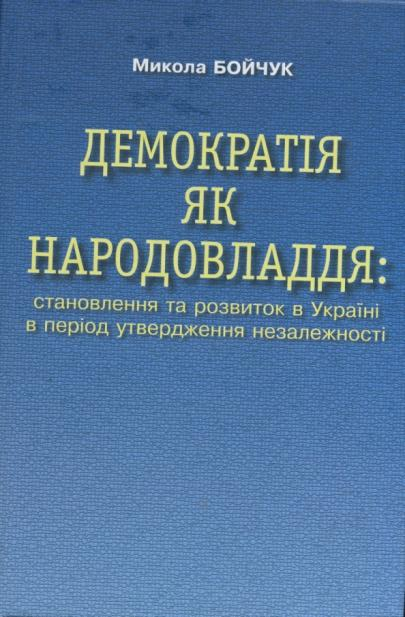 Микола БОЙЧУК
ДЕМОКРАТІЯ
ЯК
НАРОДОВЛАДДЯ:
становлення та розвиток в Україні
в період утвердження незалежності